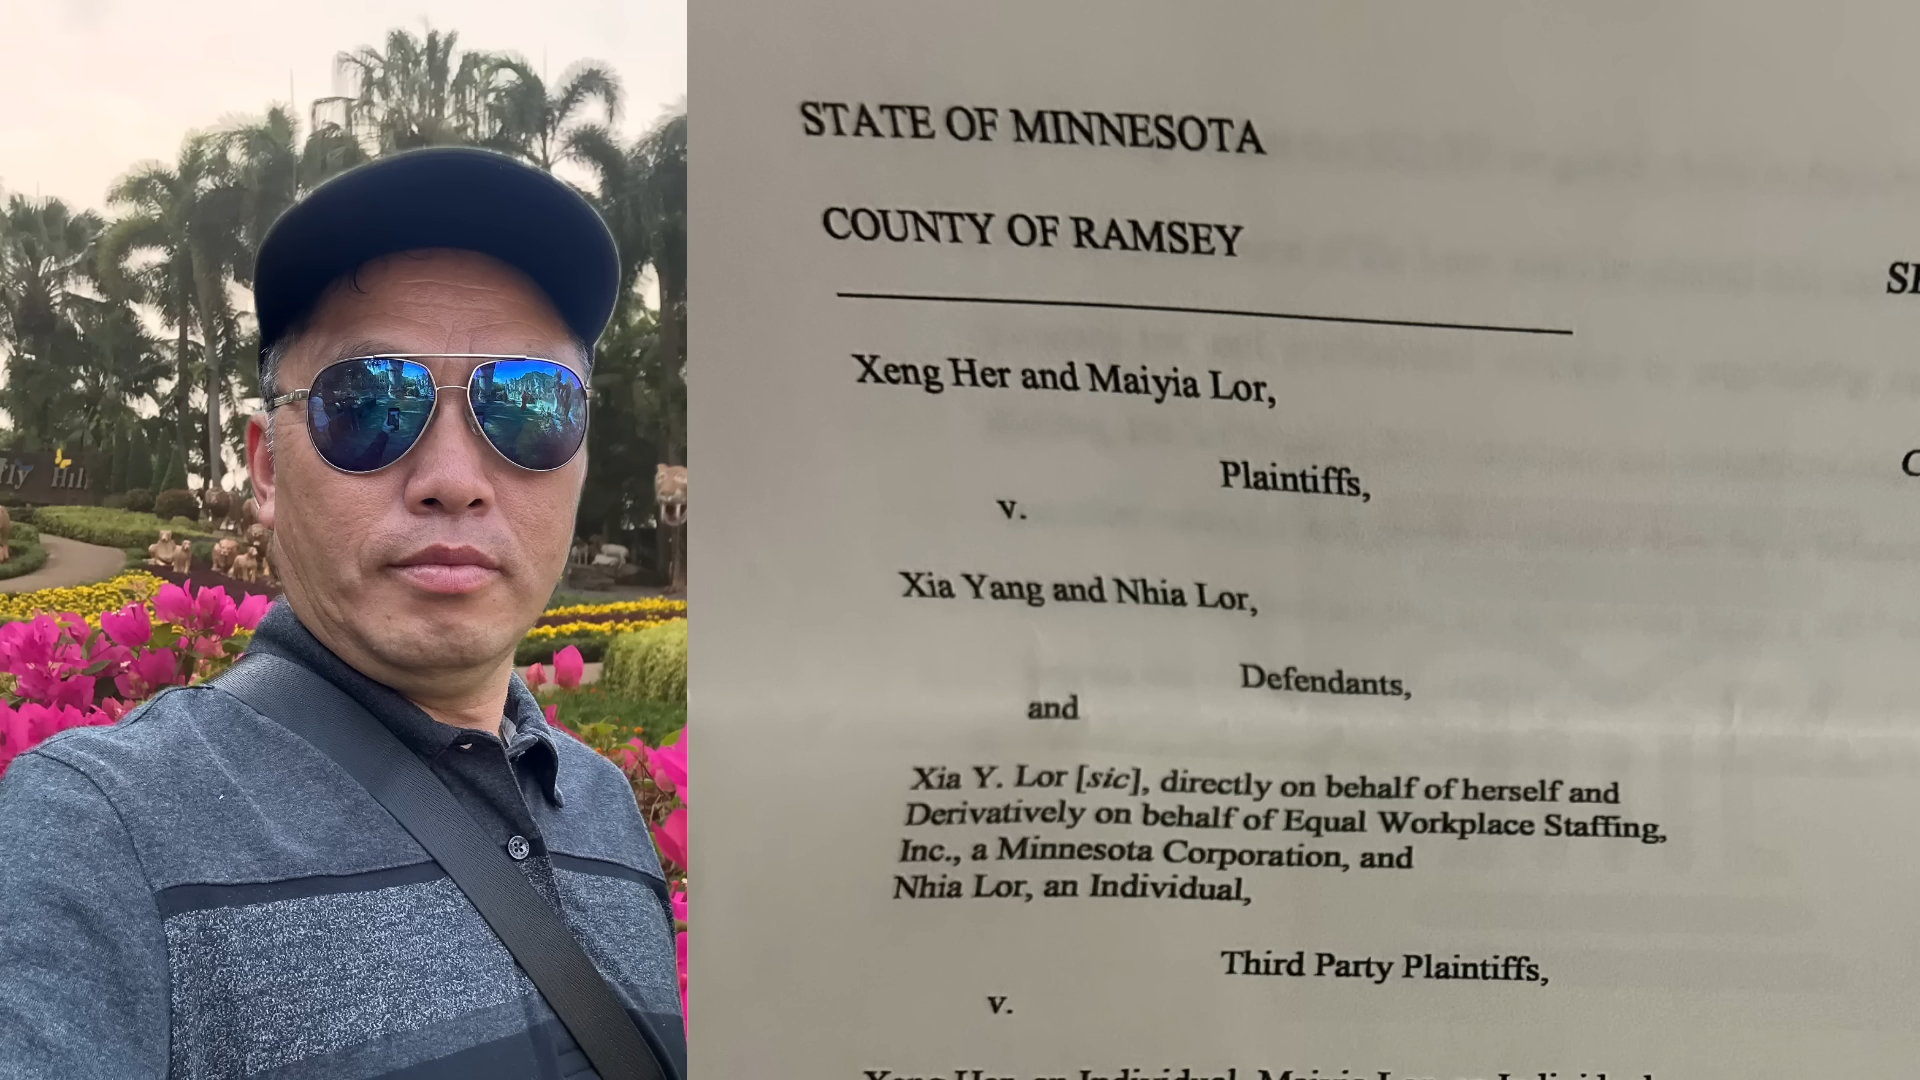 Hill
STATE OF MINNESOTA
COUNTY OF RAMSEY
Xeng Her and Maiyia Lor,
Plaintiffs,
v.
Xia Yang and Nhia Lor,
Defendants,
and
Xia Y. Lor [sic], directly on behalf of herself and
Derivatively on behalf of Equal Workplace Staffing,
Inc., a Minnesota Corporation, and
Nhia Lor, an Individual,
Third Party Plaintiffs,
v.